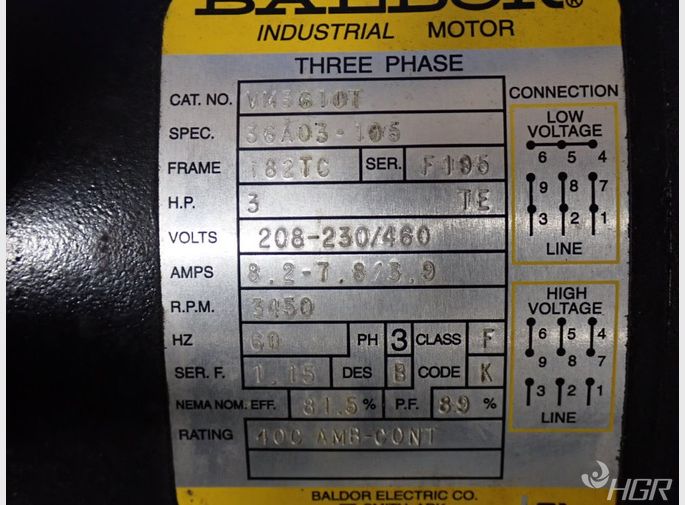 BALDOR®
INDUSTRIAL MOTOR
THREE PHASE
CAT. NO. VM3610T
SPEC. 36A03-105
FRAME 182TC SER. F195
H.P. 3 TE
VOLTS 208-230/460
AMPS 8.2-7.8/3.9
R.P.M. 3450
HZ 60 PH 3 CLASS F
SER. F. 1.15 DES B CODE K
NEMA NOM. EFF. 81.5 % P.F. 89 %
RATING 40C AMB-CONT
BALDOR ELECTRIC CO.
CONNECTION
LOW
VOLTAGE
6 5 4
9 8 7
3 2 1
LINE
HIGH
VOLTAGE
6 5 4
9 8 7
3 2 1
LINE
HGR